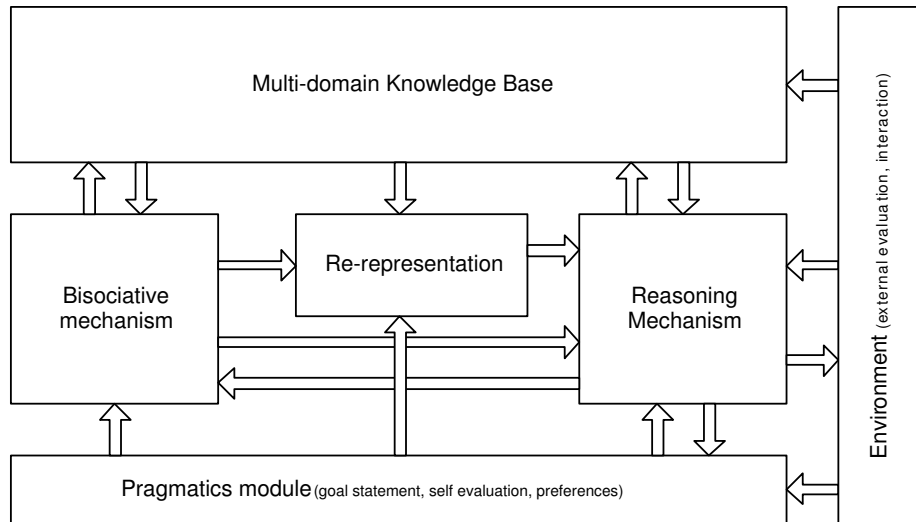 Multi-domain Knowledge Base
Bisociative
mechanism
Re-representation
Reasoning
Mechanism
Pragmatics module (goal statement, self evaluation, preferences)
Environment (external evaluation, interaction)